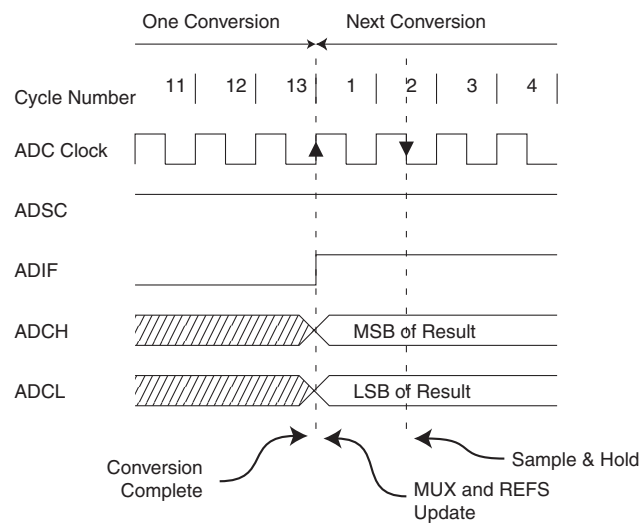 One Conversion
Next Conversion
Cycle Number
11
12
13
1
2
3
4
ADC Clock
ADSC
ADIF
ADCH
MSB of Result
ADCL
LSB of Result
Conversion
Complete
MUX and REFS
Update
Sample & Hold